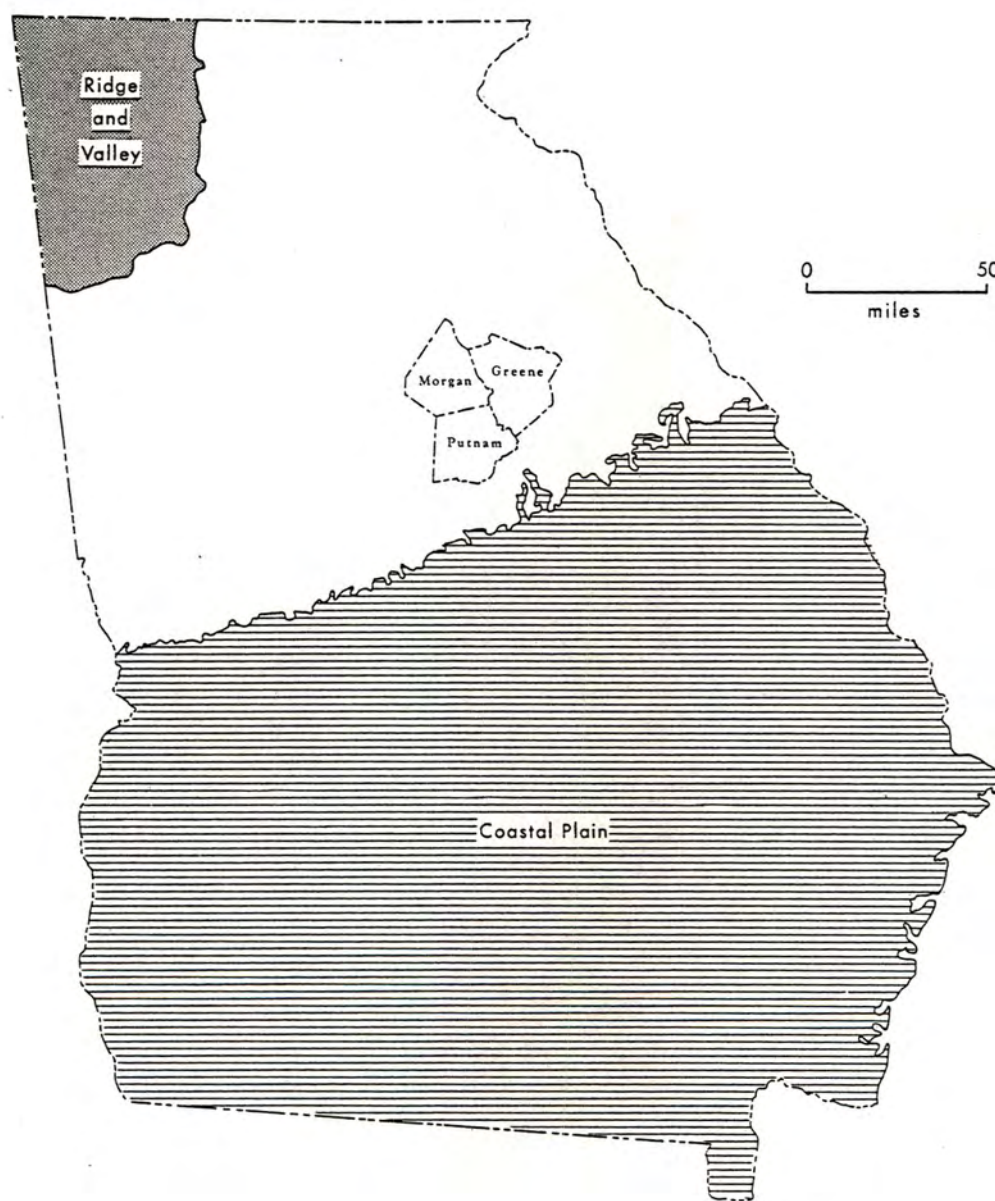 Ridge
and
Valley
0 50
miles
Morgan
Greene
Putnam
Coastal Plain